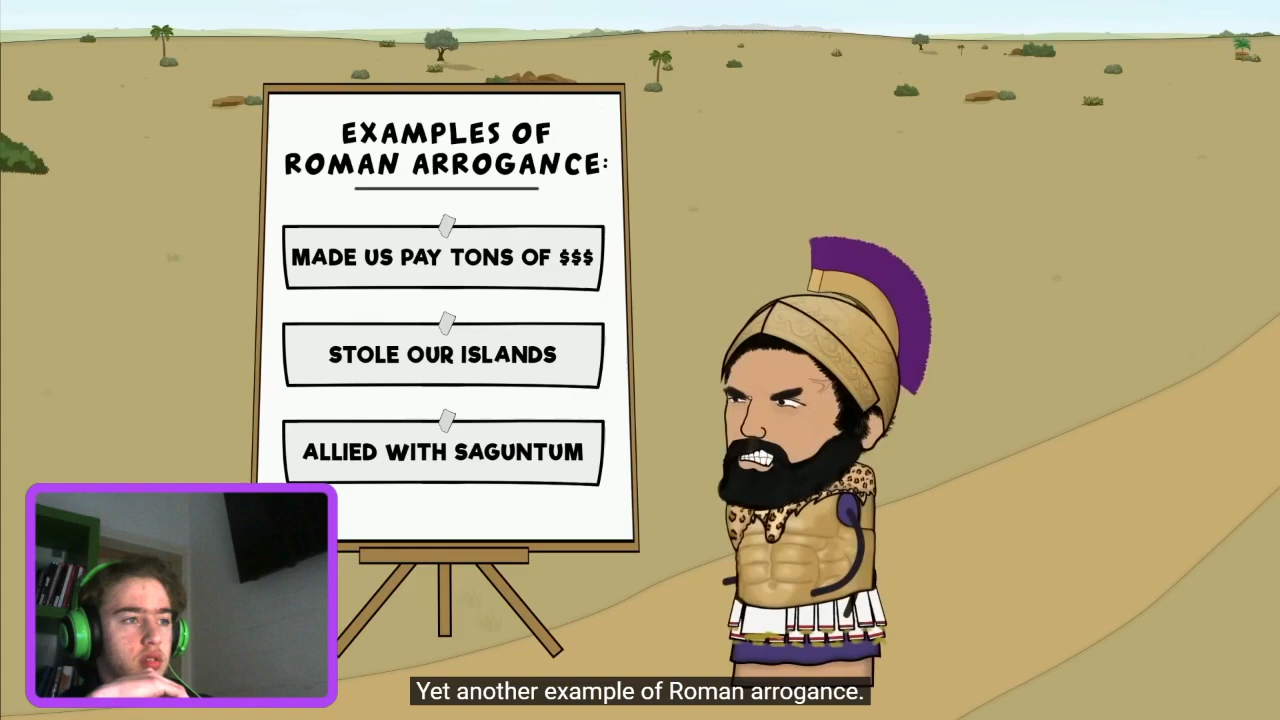 EXAMPLES OF
ROMAN ARROGANCE:
MADE US PAY TONS OF $$$
STOLE OUR ISLANDS
ALLIED WITH SAGUNTUM
Yet another example of Roman arrogance.